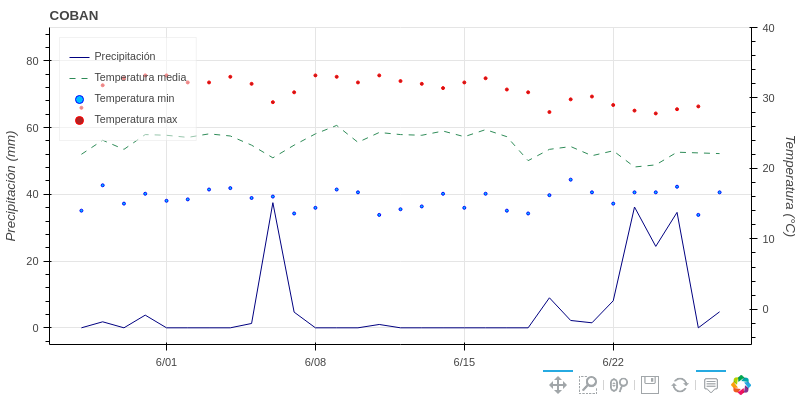 COBAN
Precipitación
Temperatura media
Temperatura min
Temperatura max
Precipitación (mm)
80
60
40
20
0
Temperatura (°C)
40
30
20
10
0
6/01
6/08
6/15
6/22